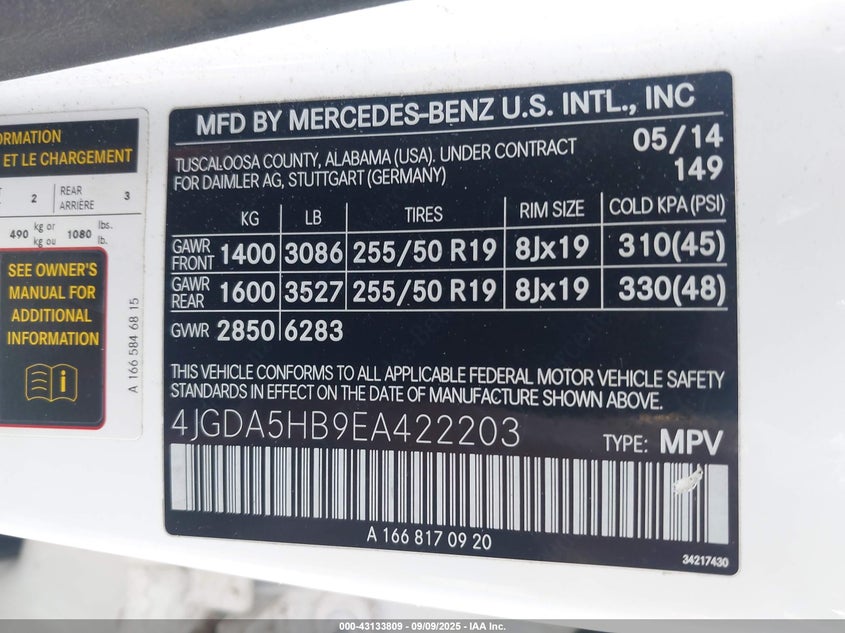 ORMATION
ET LE CHARGEMENT
2 REAR ARRIÈRE 3
490 kg or kg ou 1080 lbs. lb.
SEE OWNER'S
MANUAL FOR
ADDITIONAL
INFORMATION
A 166 584 68 15
MFD BY MERCEDES-BENZ U.S. INTL., INC
TUSCALOOSA COUNTY, ALABAMA (USA). UNDER CONTRACT
FOR DAIMLER AG, STUTTGART (GERMANY)
05/14
149
KG LB TIRES RIM SIZE COLD KPA (PSI)
GAWR FRONT 1400 3086 255/50 R19 8Jx19 310(45)
GAWR REAR 1600 3527 255/50 R19 8Jx19 330(48)
GVWR 2850 6283
THIS VEHICLE CONFORMS TO ALL APPLICABLE FEDERAL MOTOR VEHICLE SAFETY
STANDARDS IN EFFECT ON THE DATE OF MANUFACTURE SHOWN ABOVE.
4JGDA5HB9EA422203 TYPE: MPV
A 166 817 09 20
34217430
000-43133809 - 09/09/2025 - IAA Inc.